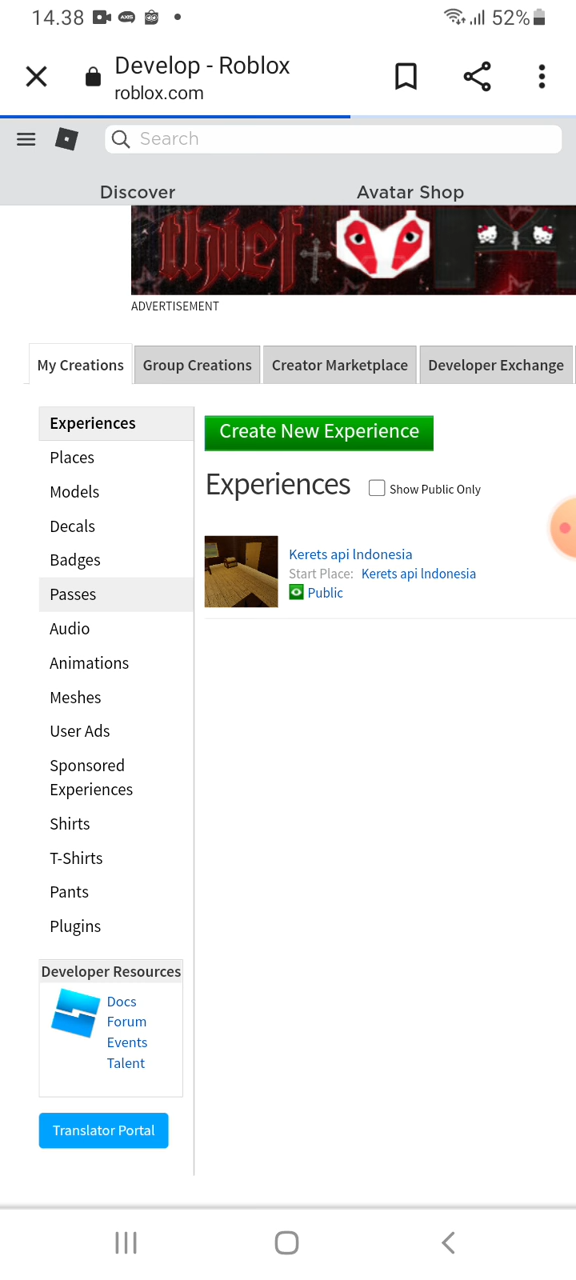 14.38
52%
Develop - Roblox
roblox.com
Search
Discover
Avatar Shop
thief
ADVERTISEMENT
My Creations
Group Creations
Creator Marketplace
Developer Exchange
Experiences
Places
Models
Decals
Badges
Passes
Audio
Animations
Meshes
User Ads
Sponsored
Experiences
Shirts
T-Shirts
Pants
Plugins
Create New Experience
Experiences
Show Public Only
Kerets api lndonesia
Start Place: Kerets api lndonesia
Public
Developer Resources
Docs
Forum
Events
Talent
Translator Portal